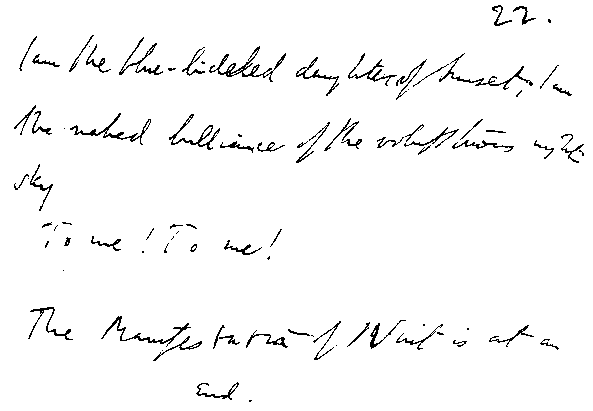 22.
I am the blue-lidded daughter of Sunset; I am
the naked brilliance of the voluptuous night-
sky
To me! To me!
The Manifestation of Nuit is at an
End.